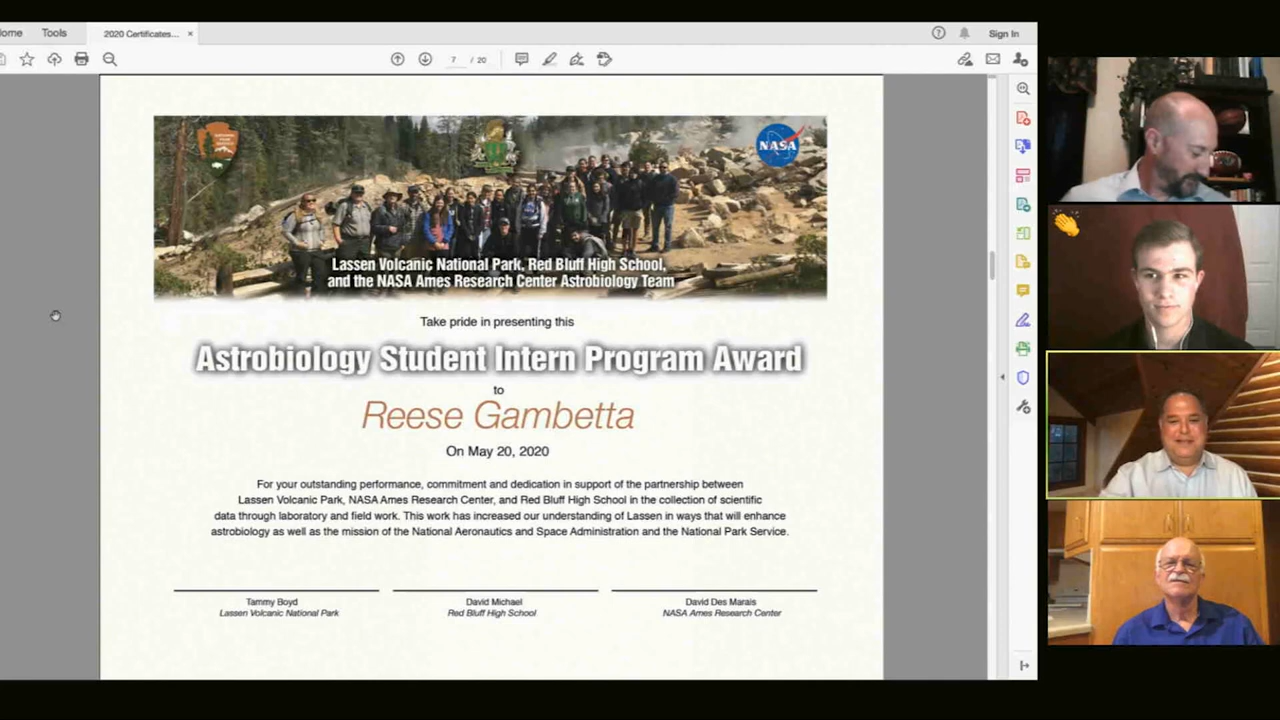 ome Tools 2020 Certificates... × Sign In
7 / 20
NASA
Lassen Volcanic National Park, Red Bluff High School,
and the NASA Ames Research Center Astrobiology Team
Take pride in presenting this
Astrobiology Student Intern Program Award
to
Reese Gambetta
On May 20, 2020
For your outstanding performance, commitment and dedication in support of the partnership between
Lassen Volcanic Park, NASA Ames Research Center, and Red Bluff High School in the collection of scientific
data through laboratory and field work. This work has increased our understanding of Lassen in ways that will enhance
astrobiology as well as the mission of the National Aeronautics and Space Administration and the National Park Service.
Tammy Boyd David Michael David Des Marais
Lassen Volcanic National Park Red Bluff High School NASA Ames Research Center